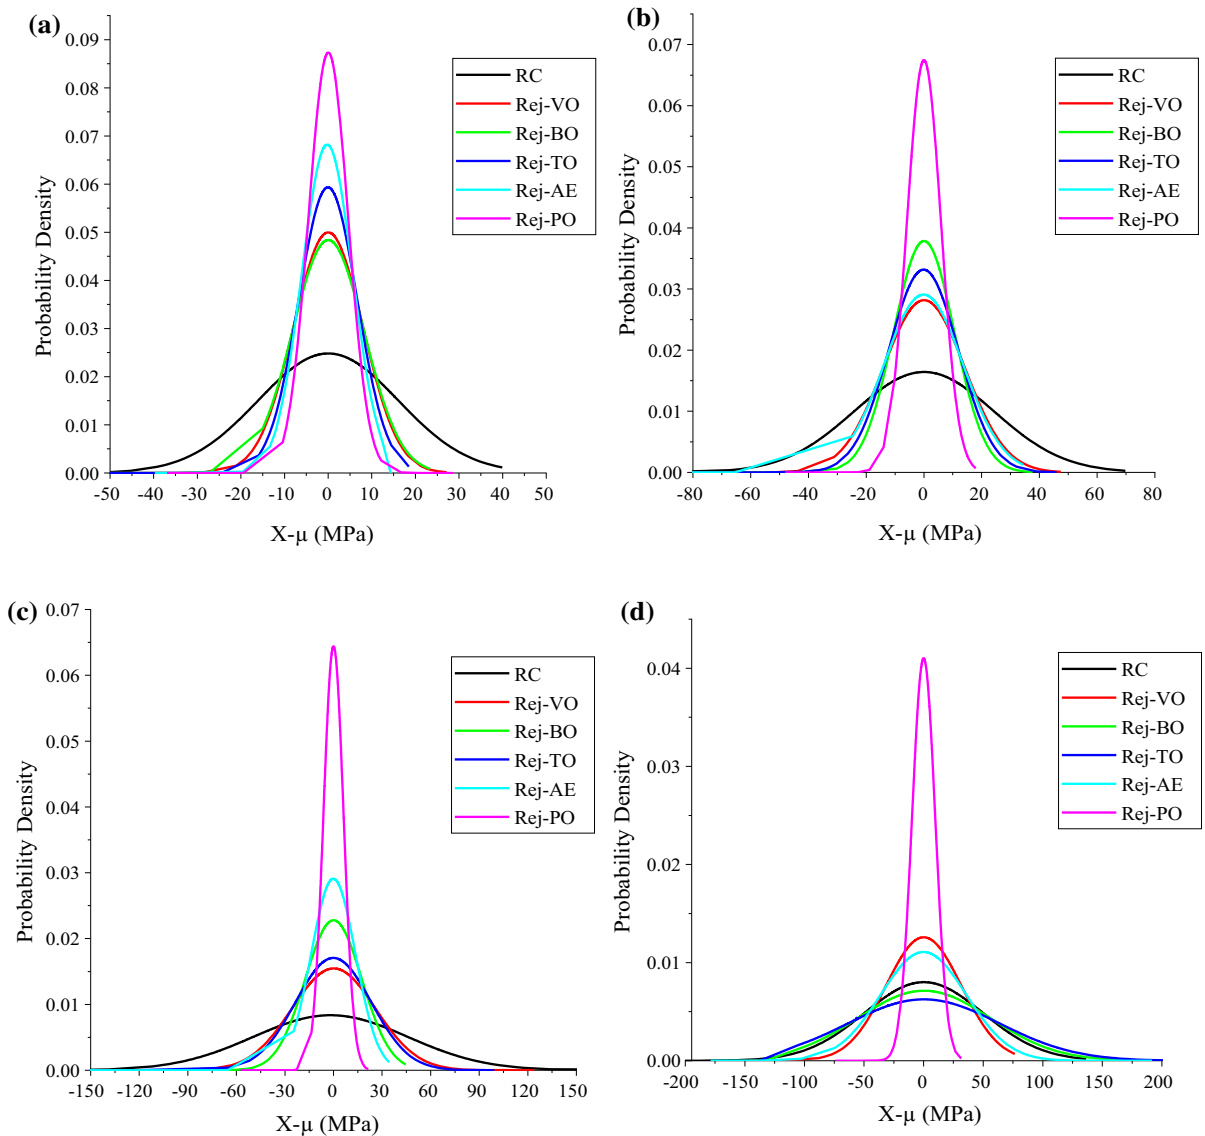 (a)
0.09
0.08
0.07
0.06
0.05
0.04
0.03
0.02
0.01
0.00
Probability Density
-50 -40 -30 -20 -10 0 10 20 30 40 50
X-μ (MPa)
RC
Rej-VO
Rej-BO
Rej-TO
Rej-AE
Rej-PO
(b)
0.07
0.06
0.05
0.04
0.03
0.02
0.01
0.00
Probability Density
-80 -60 -40 -20 0 20 40 60 80
X-μ (MPa)
RC
Rej-VO
Rej-BO
Rej-TO
Rej-AE
Rej-PO
(c)
0.07
0.06
0.05
0.04
0.03
0.02
0.01
0.00
Probability Density
-150 -120 -90 -60 -30 0 30 60 90 120 150
X-μ (MPa)
RC
Rej-VO
Rej-BO
Rej-TO
Rej-AE
Rej-PO
(d)
0.04
0.03
0.02
0.01
0.00
Probability Density
-200 -150 -100 -50 0 50 100 150 200
X-μ (MPa)
RC
Rej-VO
Rej-BO
Rej-TO
Rej-AE
Rej-PO